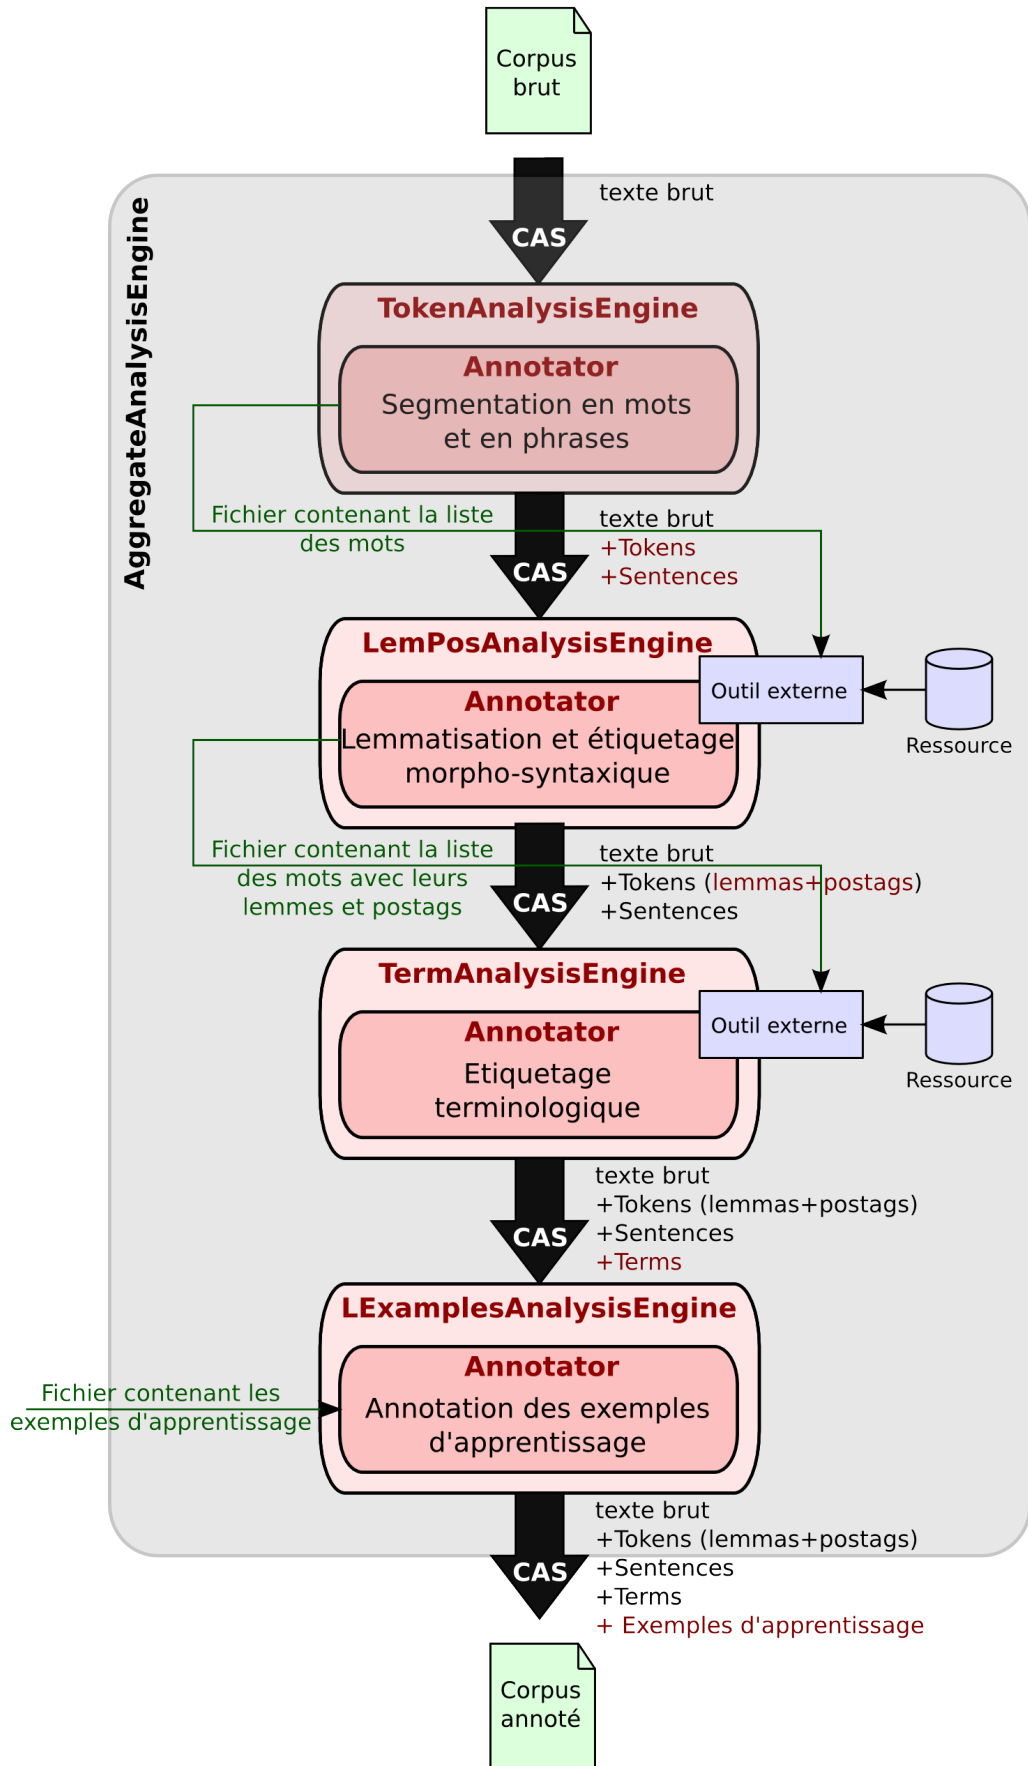 Corpus
brut
texte brut
CAS
AggregateAnalysisEngine
TokenAnalysisEngine
Annotator
Segmentation en mots
et en phrases
Fichier contenant la liste
des mots
texte brut
+Tokens
+Sentences
CAS
LemPosAnalysisEngine
Annotator
Lemmatisation et étiquetage
morpho-syntaxique
Outil externe
Ressource
Fichier contenant la liste
des mots avec leurs
lemmes et postags
texte brut
+Tokens (lemmas+postags)
+Sentences
CAS
TermAnalysisEngine
Annotator
Etiquetage
terminologique
Outil externe
Ressource
texte brut
+Tokens (lemmas+postags)
+Sentences
+Terms
CAS
LExamplesAnalysisEngine
Annotator
Annotation des exemples
d'apprentissage
Fichier contenant les
exemples d'apprentissage
texte brut
+Tokens (lemmas+postags)
+Sentences
+Terms
+ Exemples d'apprentissage
CAS
Corpus
annoté